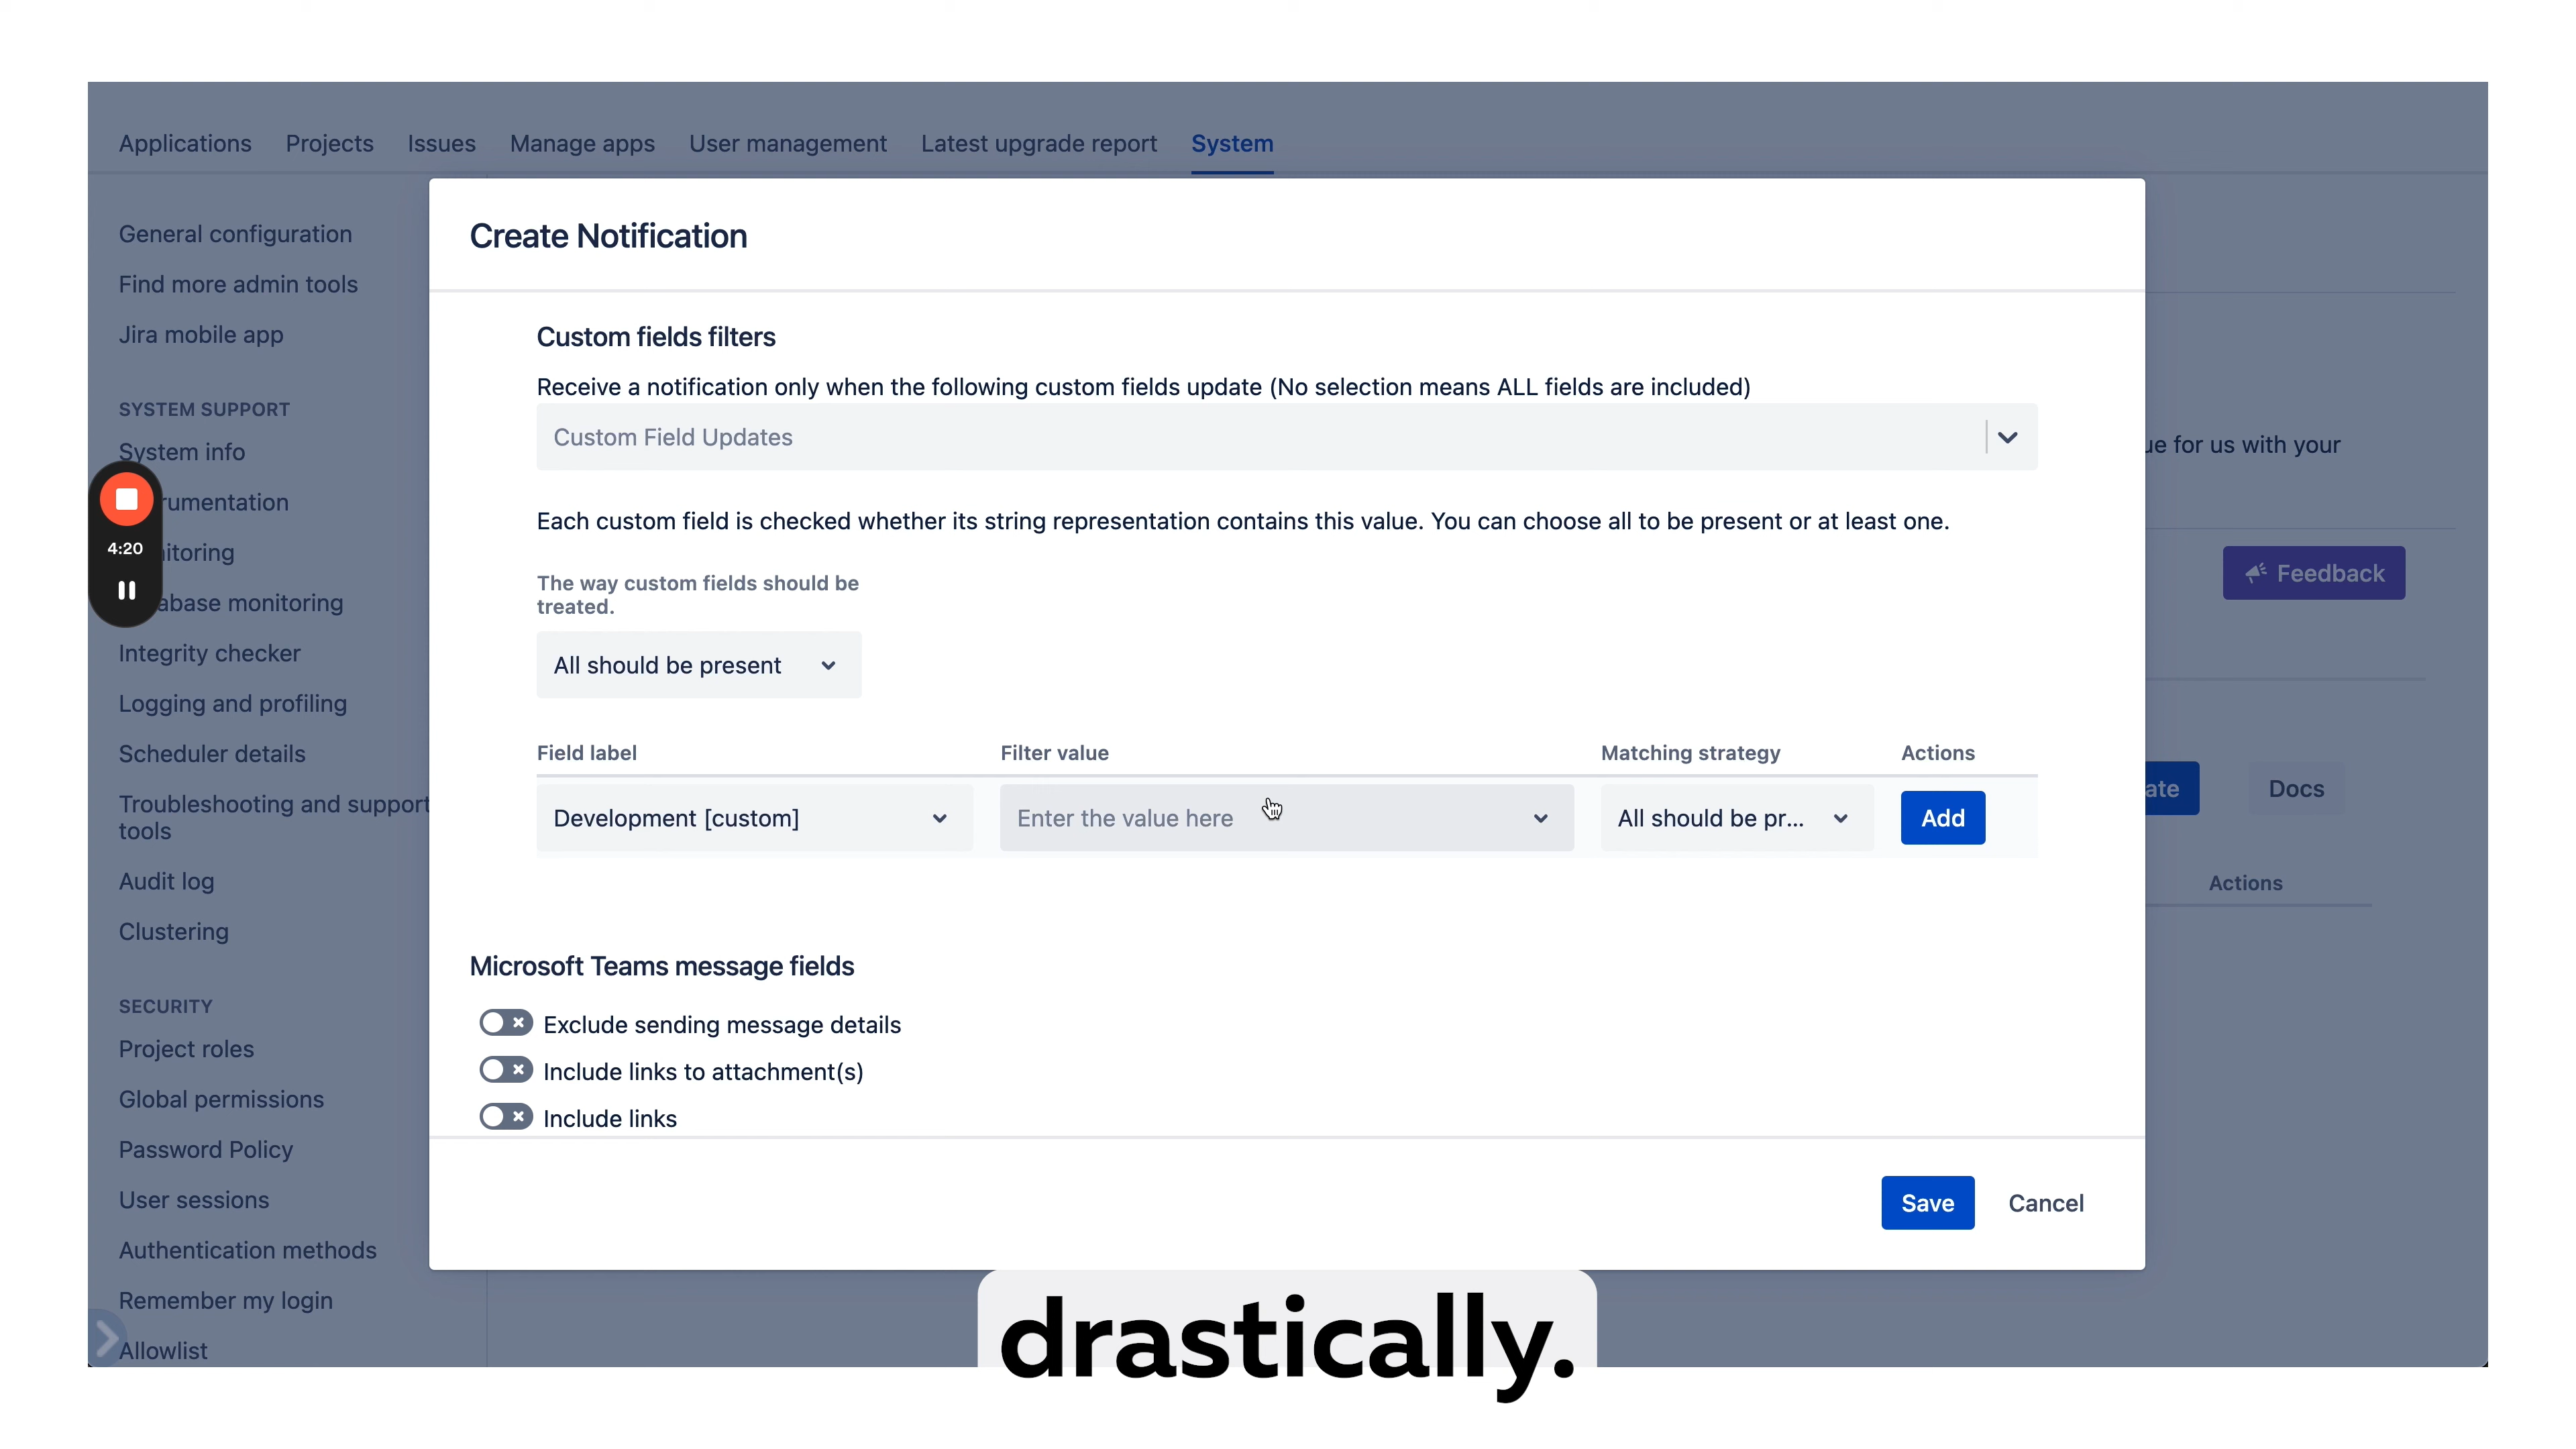 Applications Projects Issues Manage apps User management Latest upgrade report System
General configuration
Find more admin tools
Jira mobile app
SYSTEM SUPPORT
System info
rumentation
itoring
abase monitoring
Integrity checker
Logging and profiling
Scheduler details
Troubleshooting and support
tools
Audit log
Clustering
SECURITY
Project roles
Global permissions
Password Policy
User sessions
Authentication methods
Remember my login
Allowlist
4:20
Create Notification
Custom fields filters
Receive a notification only when the following custom fields update (No selection means ALL fields are included)
Custom Field Updates
Each custom field is checked whether its string representation contains this value. You can choose all to be present or at least one.
The way custom fields should be
treated.
All should be present
Field label Filter value Matching strategy Actions
Development [custom] Enter the value here All should be pr... Add
Microsoft Teams message fields
Exclude sending message details
Include links to attachment(s)
Include links
Save Cancel
ue for us with your
Feedback
ate Docs
Actions
drastically.